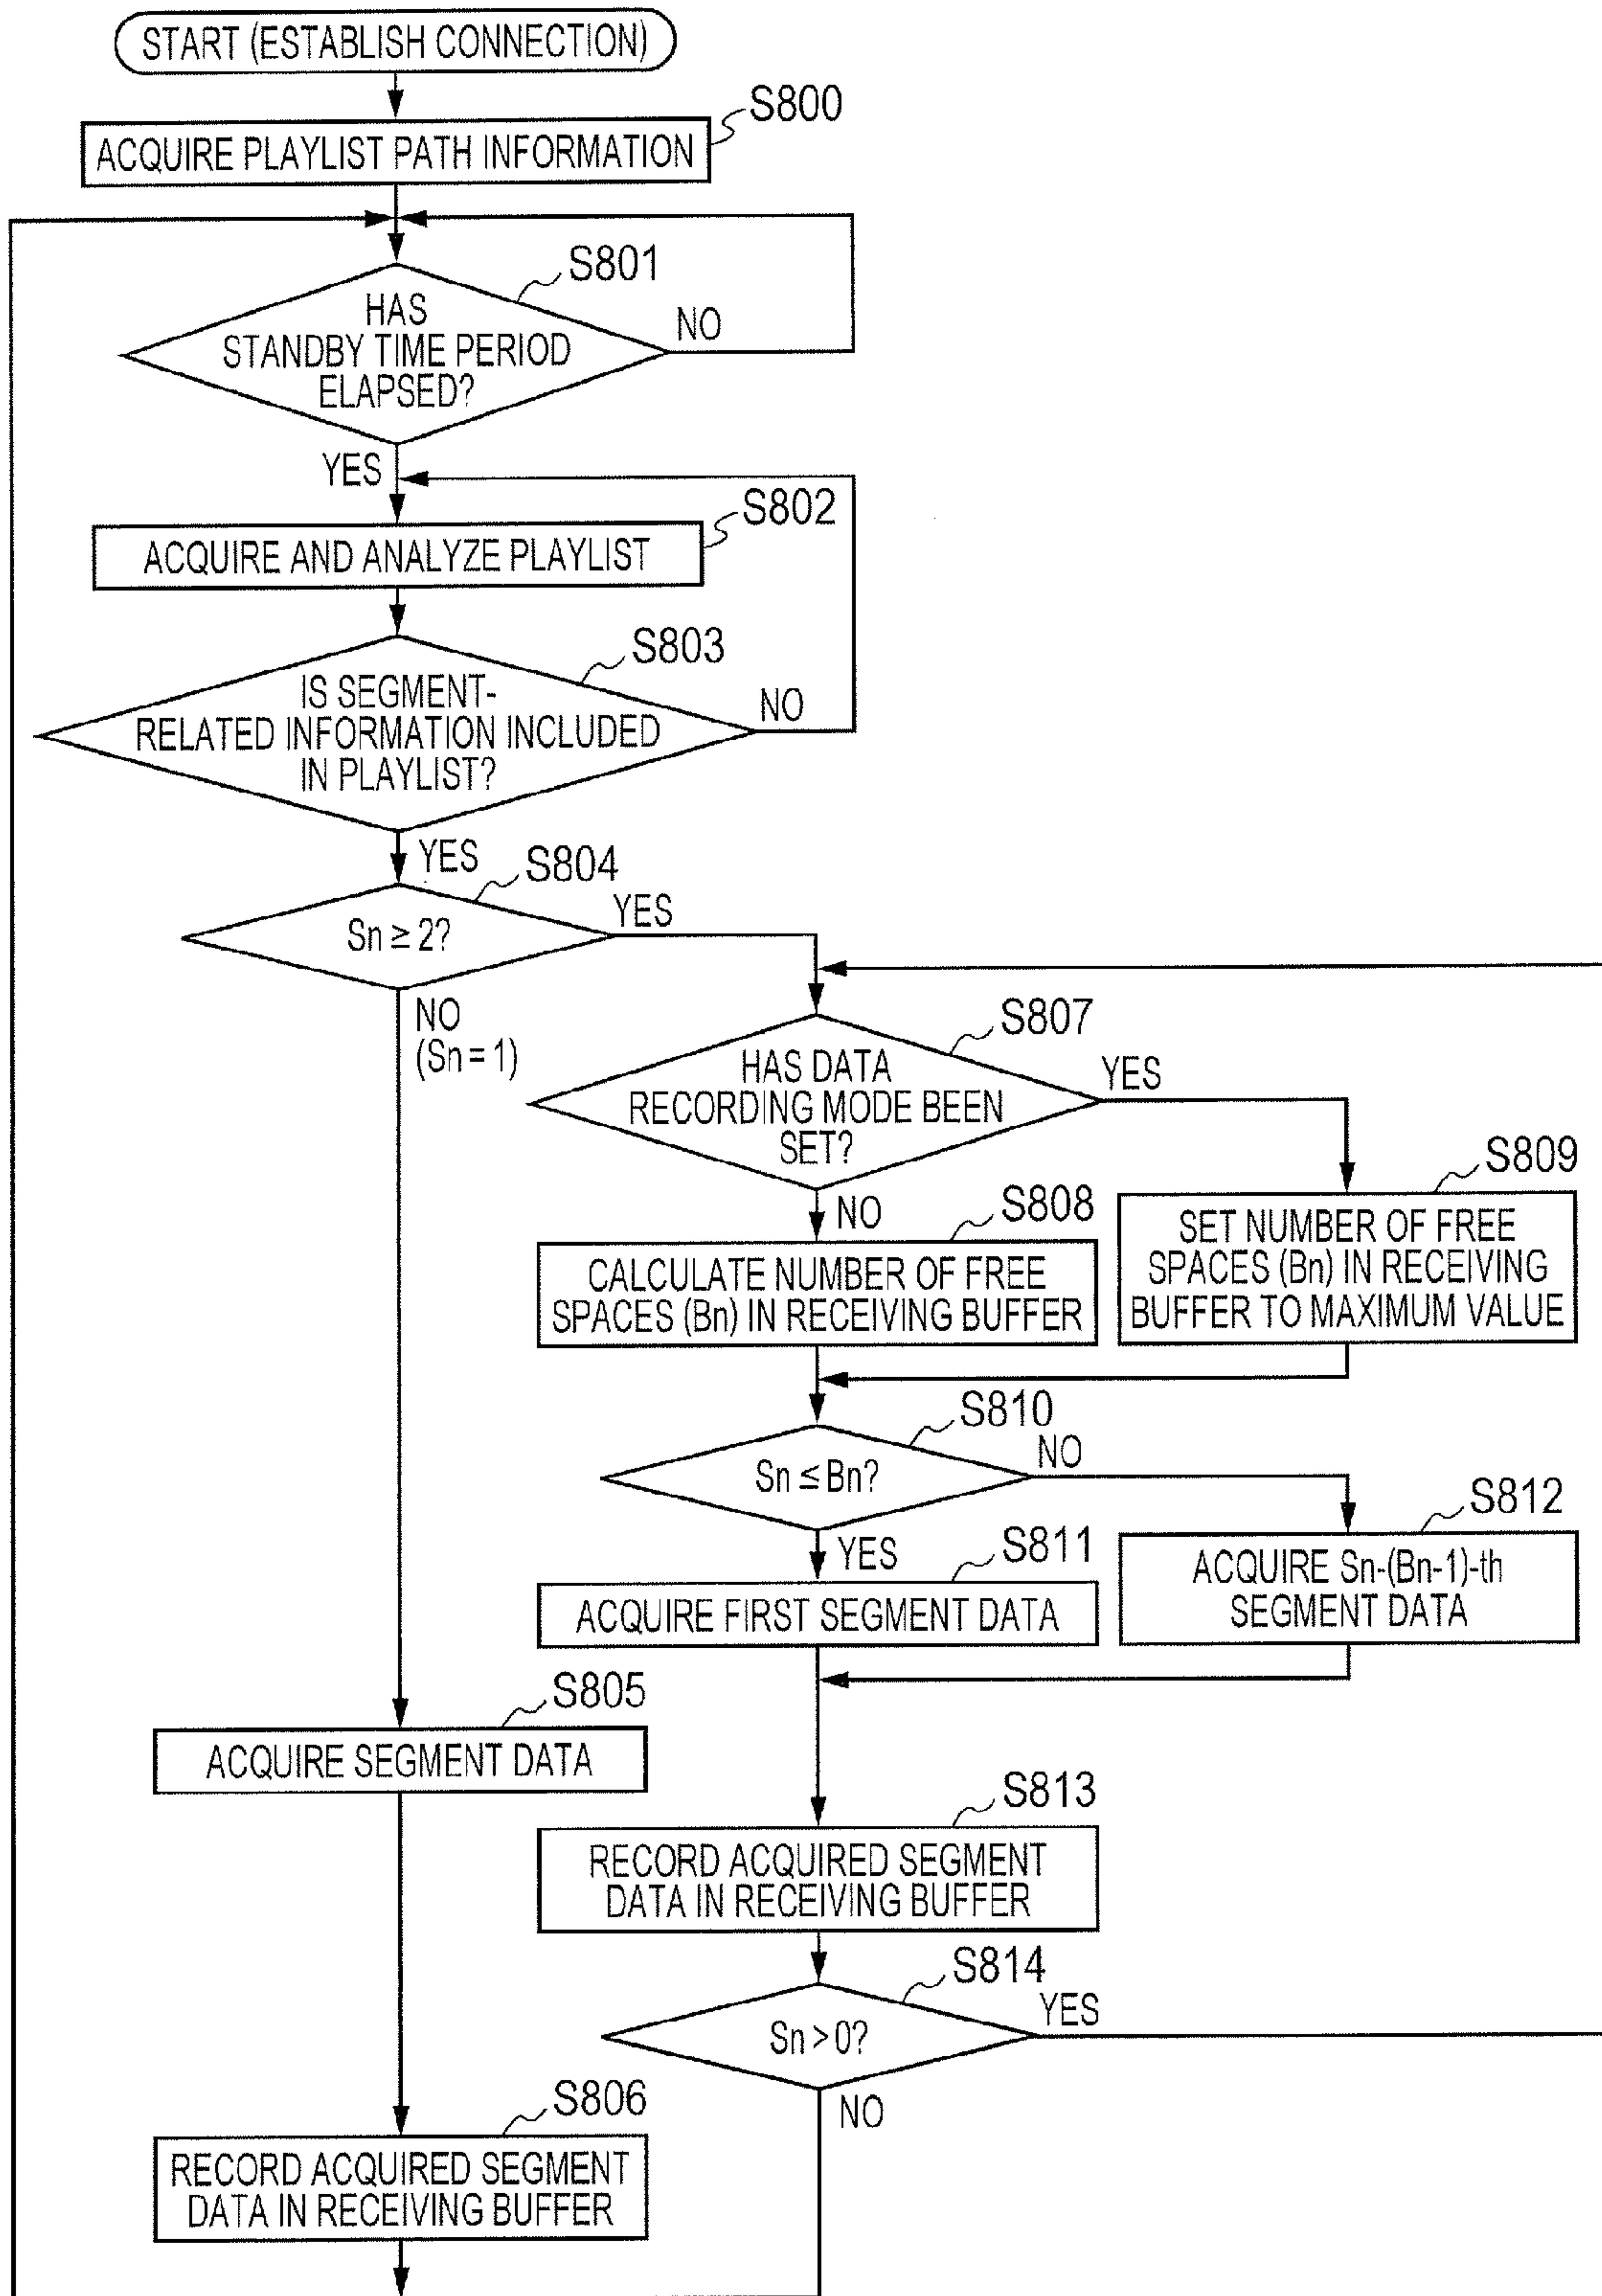 START (ESTABLISH CONNECTION)
S800
ACQUIRE PLAYLIST PATH INFORMATION
S801
HAS
STANDBY TIME PERIOD
ELAPSED?
NO
YES
S802
ACQUIRE AND ANALYZE PLAYLIST
S803
IS SEGMENT-
RELATED INFORMATION INCLUDED
IN PLAYLIST?
NO
YES
S804
Sn ≥ 2?
YES
NO
(Sn = 1)
S807
HAS DATA
RECORDING MODE BEEN
SET?
YES
NO
S808
CALCULATE NUMBER OF FREE
SPACES (Bn) IN RECEIVING BUFFER
S809
SET NUMBER OF FREE
SPACES (Bn) IN RECEIVING
BUFFER TO MAXIMUM VALUE
S810
Sn ≤ Bn?
NO
YES
S811
ACQUIRE FIRST SEGMENT DATA
S812
ACQUIRE Sn-(Bn-1)-th
SEGMENT DATA
S805
ACQUIRE SEGMENT DATA
S813
RECORD ACQUIRED SEGMENT
DATA IN RECEIVING BUFFER
S814
Sn > 0?
YES
NO
S806
RECORD ACQUIRED SEGMENT
DATA IN RECEIVING BUFFER